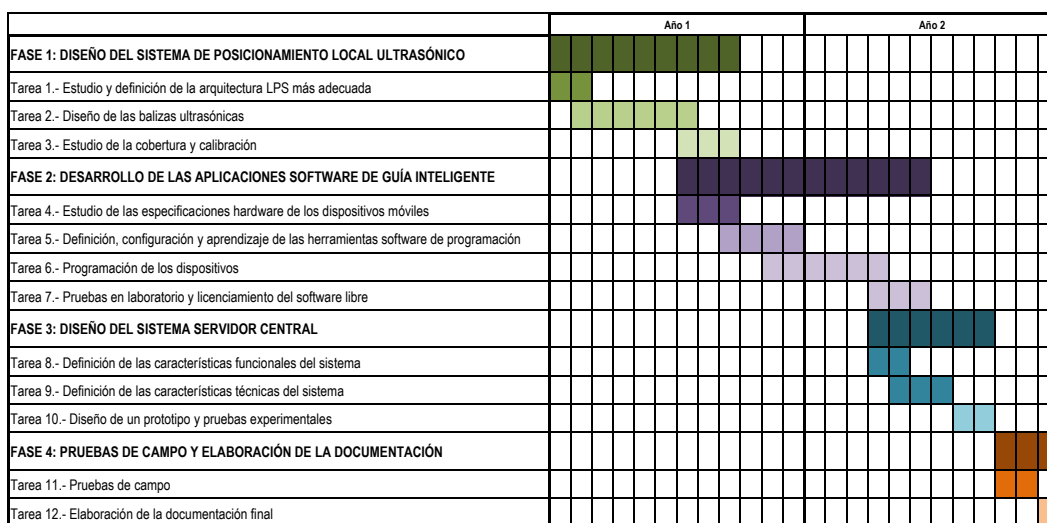 Año 1 Año 2
FASE 1: DISEÑO DEL SISTEMA DE POSICIONAMIENTO LOCAL ULTRASÓNICO
Tarea 1.- Estudio y definición de la arquitectura LPS más adecuada
Tarea 2.- Diseño de las balizas ultrasónicas
Tarea 3.- Estudio de la cobertura y calibración
FASE 2: DESARROLLO DE LAS APLICACIONES SOFTWARE DE GUÍA INTELIGENTE
Tarea 4.- Estudio de las especificaciones hardware de los dispositivos móviles
Tarea 5.- Definición, configuración y aprendizaje de las herramientas software de programación
Tarea 6.- Programación de los dispositivos
Tarea 7.- Pruebas en laboratorio y licenciamiento del software libre
FASE 3: DISEÑO DEL SISTEMA SERVIDOR CENTRAL
Tarea 8.- Definición de las características funcionales del sistema
Tarea 9.- Definición de las características técnicas del sistema
Tarea 10.- Diseño de un prototipo y pruebas experimentales
FASE 4: PRUEBAS DE CAMPO Y ELABORACIÓN DE LA DOCUMENTACIÓN
Tarea 11.- Pruebas de campo
Tarea 12.- Elaboración de la documentación final